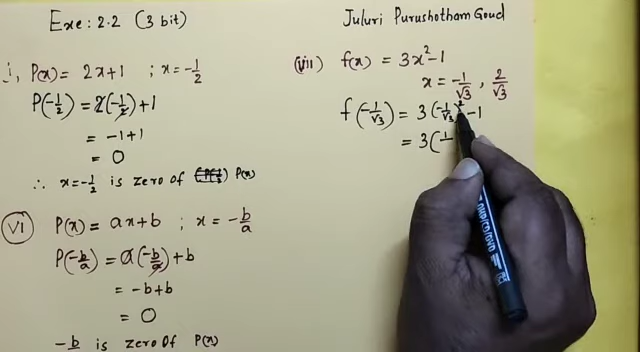 Exe: 2.2 (3 bit)
Juluri Purushotham Goud
i, P(x) = 2x+1 ; x = -1/2
P(-1/2) = 2(-1/2) + 1
= -1+1
= 0
∴ x = -1/2 is zero of P(x)
(vi) P(x) = ax+b ; x = -b/a
P(-b/a) = a(-b/a) + b
= -b+b
= 0
-b is zero of P(x)
(vii) f(x) = 3x²-1
x = -1/√3 , 2/√3
f(-1/√3) = 3(-1/√3)² -1
= 3(1